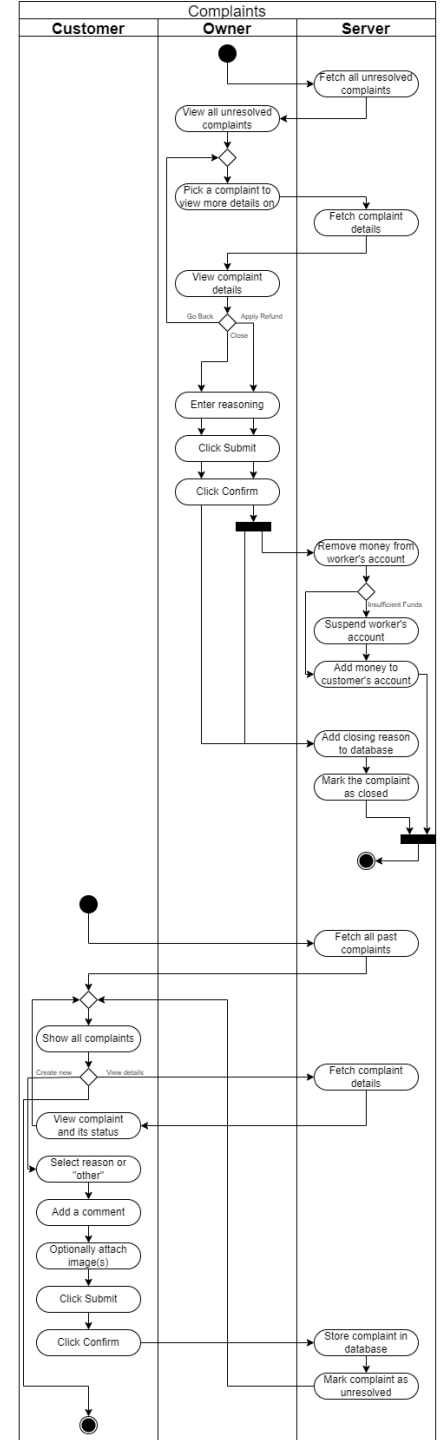 Complaints
Customer
Owner
Server
Fetch all unresolved
complaints
View all unresolved
complaints
Pick a complaint to
view more details on
Fetch complaint
details
View complaint
details
Go Back
Apply Refund
Close
Enter reasoning
Click Submit
Click Confirm
Remove money from
worker's account
Insufficient Funds
Suspend worker's
account
Add money to
customer's account
Add closing reason
to database
Mark the complaint
as closed
Fetch all past
complaints
Show all complaints
Create new
View details
Fetch complaint
details
View complaint
and its status
Select reason or
"other"
Add a comment
Optionally attach
image(s)
Click Submit
Click Confirm
Store complaint in
database
Mark complaint as
unresolved